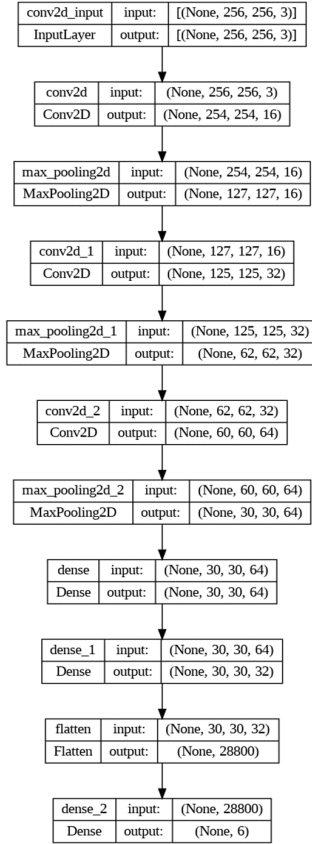 conv2d_input input: [(None, 256, 256, 3)]
InputLayer output: [(None, 256, 256, 3)]
conv2d input: (None, 256, 256, 3)
Conv2D output: (None, 254, 254, 16)
max_pooling2d input: (None, 254, 254, 16)
MaxPooling2D output: (None, 127, 127, 16)
conv2d_1 input: (None, 127, 127, 16)
Conv2D output: (None, 125, 125, 32)
max_pooling2d_1 input: (None, 125, 125, 32)
MaxPooling2D output: (None, 62, 62, 32)
conv2d_2 input: (None, 62, 62, 32)
Conv2D output: (None, 60, 60, 64)
max_pooling2d_2 input: (None, 60, 60, 64)
MaxPooling2D output: (None, 30, 30, 64)
dense input: (None, 30, 30, 64)
Dense output: (None, 30, 30, 64)
dense_1 input: (None, 30, 30, 64)
Dense output: (None, 30, 30, 32)
flatten input: (None, 30, 30, 32)
Flatten output: (None, 28800)
dense_2 input: (None, 28800)
Dense output: (None, 6)